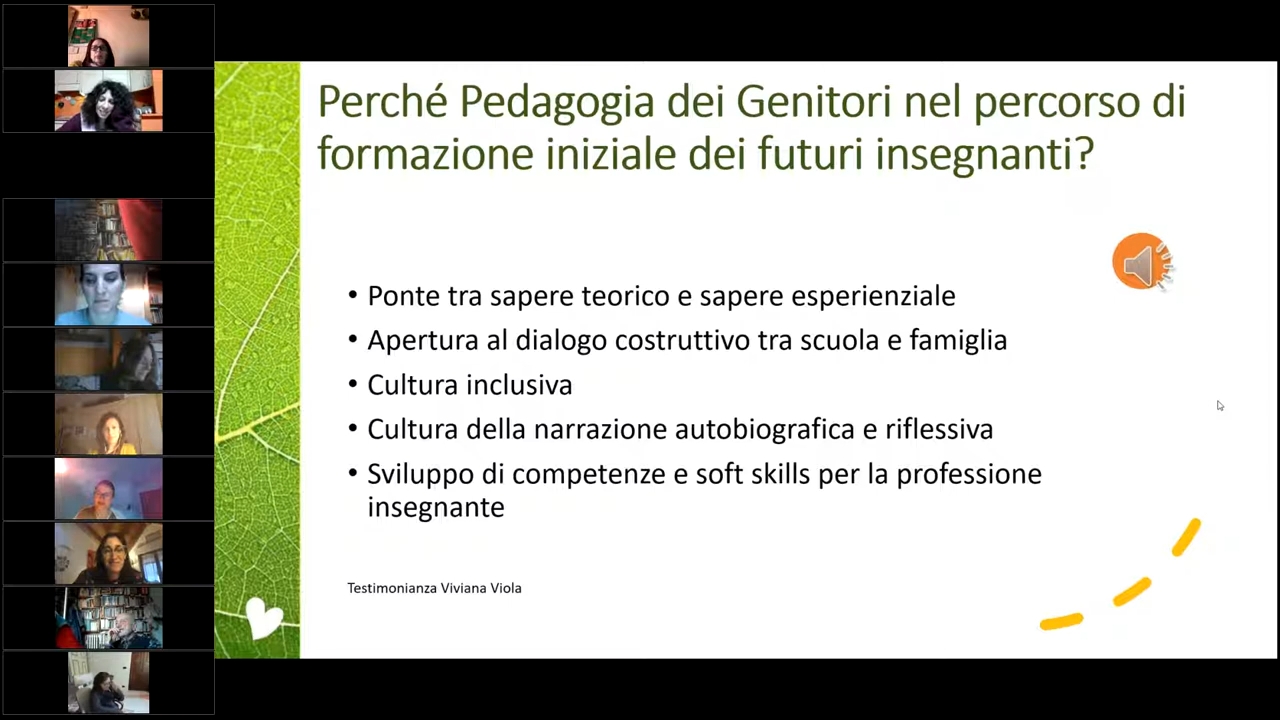 Perché Pedagogia dei Genitori nel percorso di
formazione iniziale dei futuri insegnanti?
• Ponte tra sapere teorico e sapere esperienziale
• Apertura al dialogo costruttivo tra scuola e famiglia
• Cultura inclusiva
• Cultura della narrazione autobiografica e riflessiva
• Sviluppo di competenze e soft skills per la professione
insegnante
Testimonianza Viviana Viola